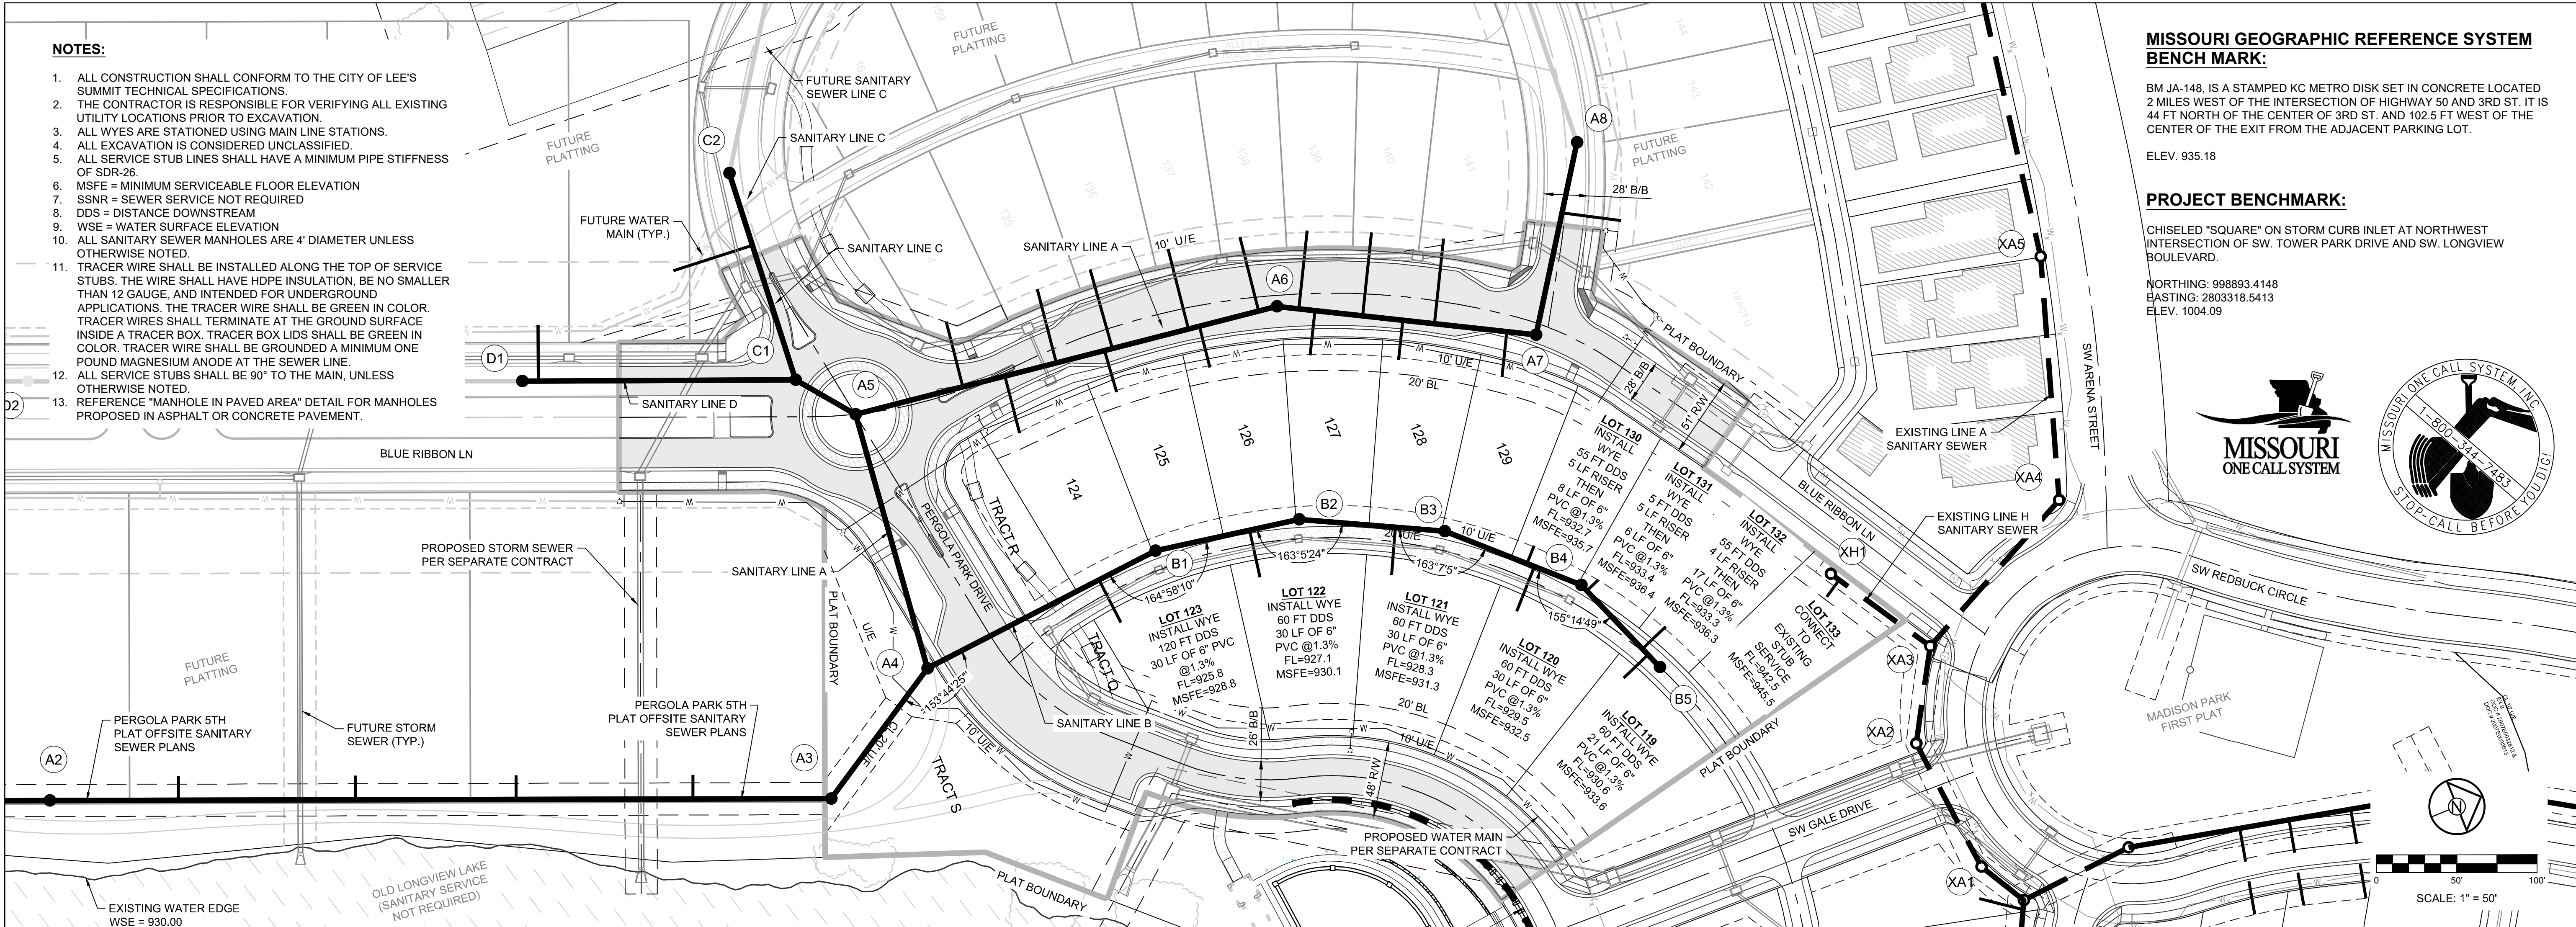 NOTES:
1. ALL CONSTRUCTION SHALL CONFORM TO THE CITY OF LEE'S
SUMMIT TECHNICAL SPECIFICATIONS.
2. THE CONTRACTOR IS RESPONSIBLE FOR VERIFYING ALL EXISTING
UTILITY LOCATIONS PRIOR TO EXCAVATION.
3. ALL WYES ARE STATIONED USING MAIN LINE STATIONS.
4. ALL EXCAVATION IS CONSIDERED UNCLASSIFIED.
5. ALL SERVICE STUB LINES SHALL HAVE A MINIMUM PIPE STIFFNESS
OF SDR-26.
6. MSFE = MINIMUM SERVICEABLE FLOOR ELEVATION
7. SSNR = SEWER SERVICE NOT REQUIRED
8. DDS = DISTANCE DOWNSTREAM
9. WSE = WATER SURFACE ELEVATION
10. ALL SANITARY SEWER MANHOLES ARE 4' DIAMETER UNLESS
OTHERWISE NOTED.
11. TRACER WIRE SHALL BE INSTALLED ALONG THE TOP OF SERVICE
STUBS. THE WIRE SHALL HAVE HDPE INSULATION, BE NO SMALLER
THAN 12 GAUGE, AND INTENDED FOR UNDERGROUND
APPLICATIONS. THE TRACER WIRE SHALL BE GREEN IN COLOR.
TRACER WIRES SHALL TERMINATE AT THE GROUND SURFACE
INSIDE A TRACER BOX. TRACER BOX LIDS SHALL BE GREEN IN
COLOR. TRACER WIRE SHALL BE GROUNDED A MINIMUM ONE
POUND MAGNESIUM ANODE AT THE SEWER LINE.
12. ALL SERVICE STUBS SHALL BE 90° TO THE MAIN, UNLESS
OTHERWISE NOTED.
13. REFERENCE "MANHOLE IN PAVED AREA" DETAIL FOR MANHOLES
PROPOSED IN ASPHALT OR CONCRETE PAVEMENT.
MISSOURI GEOGRAPHIC REFERENCE SYSTEM
BENCH MARK:
BM JA-148, IS A STAMPED KC METRO DISK SET IN CONCRETE LOCATED
2 MILES WEST OF THE INTERSECTION OF HIGHWAY 50 AND 3RD ST. IT IS
44 FT NORTH OF THE CENTER OF 3RD ST. AND 102.5 FT WEST OF THE
CENTER OF THE EXIT FROM THE ADJACENT PARKING LOT.
ELEV. 935.18
PROJECT BENCHMARK:
CHISELED "SQUARE" ON STORM CURB INLET AT NORTHWEST
INTERSECTION OF SW. TOWER PARK DRIVE AND SW. LONGVIEW
BOULEVARD.
NORTHING: 998893.4148
EASTING: 2803318.5413
ELEV. 1004.09
MISSOURI
ONE CALL SYSTEM
MISSOURI ONE CALL SYSTEM, INC.
1-800-344-7483
STOP-CALL BEFORE YOU DIG!
FUTURE
PLATTING
FUTURE
PLATTING
FUTURE
PLATTING
FUTURE
PLATTING
FUTURE SANITARY
SEWER LINE C
SANITARY LINE C
SANITARY LINE C
FUTURE WATER
MAIN (TYP.)
SANITARY LINE A
10' U/E
28' B/B
C2
C1
D1
D2
A5
A6
A7
A8
135
136
137
138
139
140
141
142
143
144
159
TRACT U
SANITARY LINE D
BLUE RIBBON LN
PLAT BOUNDARY
28' B/B
51' R/W
10' U/E
20' BL
124
125
126
127
128
129
LOT 130
INSTALL
WYE
55 FT DDS
5 LF RISER
THEN
8 LF OF 6"
PVC @1.3%
FL=932.7
MSFE=935.7
LOT 131
INSTALL
WYE
5 FT DDS
5 LF RISER
THEN
6 LF OF 6"
PVC @1.3%
FL=933.4
MSFE=936.4
LOT 132
INSTALL
WYE
55 FT DDS
4 LF RISER
THEN
17 LF OF 6"
PVC @1.3%
FL=933.3
MSFE=936.3
LOT 133
CONNECT
TO
EXISTING
STUB
SERVICE
FL=942.5
MSFE=945.5
BLUE RIBBON LN
EXISTING LINE A
SANITARY SEWER
EXISTING LINE H
SANITARY SEWER
SW ARENA STREET
XA5
XA4
XH1
XA3
XA2
XA1
SW REDBUCK CIRCLE
MADISON PARK
FIRST PLAT
SW GALE DRIVE
PROPOSED STORM SEWER
PER SEPARATE CONTRACT
SANITARY LINE A
PERGOLA PARK DRIVE
TRACT R
TRACT Q
TRACT S
PLAT BOUNDARY
U/E
A4
153°44'25"
C.L. 20' U/E
10' U/E
B1
B2
B3
B4
B5
164°58'10"
163°5'24"
163°7'5"
155°14'49"
20' U/E
10' U/E
LOT 123
INSTALL WYE
120 FT DDS
30 LF OF 6" PVC
@1.3%
FL=925.8
MSFE=928.8
LOT 122
INSTALL WYE
60 FT DDS
30 LF OF 6"
PVC @1.3%
FL=927.1
MSFE=930.1
LOT 121
INSTALL WYE
60 FT DDS
30 LF OF 6"
PVC @1.3%
FL=928.3
MSFE=931.3
LOT 120
INSTALL WYE
60 FT DDS
30 LF OF 6"
PVC @1.3%
FL=929.5
MSFE=932.5
LOT 119
INSTALL WYE
60 FT DDS
21 LF OF 6"
PVC @1.3%
FL=930.6
MSFE=933.6
20' BL
10' U/E
26' B/B
48' R/W
SANITARY LINE B
PLAT BOUNDARY
PROPOSED WATER MAIN
PER SEPARATE CONTRACT
PLAT BOUNDARY
A2
PERGOLA PARK 5TH
PLAT OFFSITE SANITARY
SEWER PLANS
FUTURE STORM
SEWER (TYP.)
PERGOLA PARK 5TH
PLAT OFFSITE SANITARY
SEWER PLANS
A3
OLD LONGVIEW LAKE
(SANITARY SERVICE
NOT REQUIRED)
EXISTING WATER EDGE
WSE = 930.00
N
0 50' 100'
SCALE: 1" = 50'